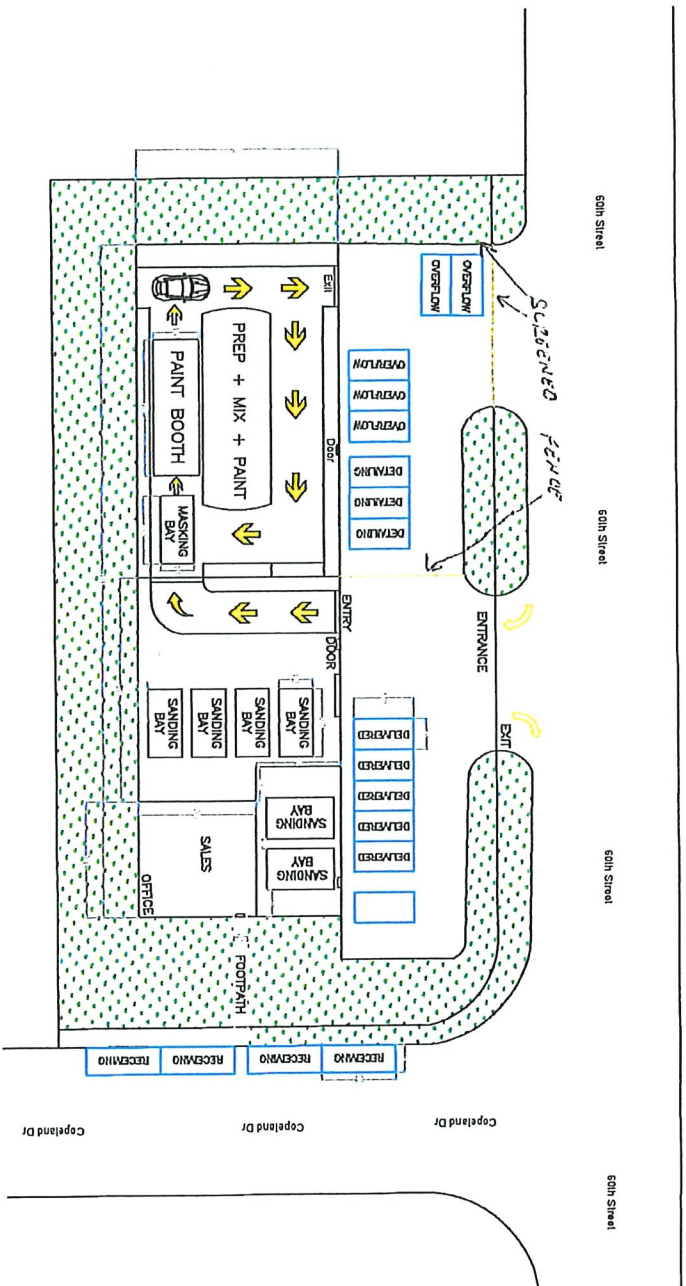 60th Street
60th Street
60th Street
60th Street
SCREENED
FENCE
OVERFLOW
OVERFLOW
OVERFLOW
OVERFLOW
OVERFLOW
DETAILING
DETAILING
DETAILING
ENTRANCE
EXIT
DELIVERED
DELIVERED
DELIVERED
DELIVERED
DELIVERED
Exit
Door
ENTRY
DOOR
PREP + MIX + PAINT
PAINT BOOTH
MASKING
BAY
SANDING
BAY
SANDING
BAY
SANDING
BAY
SANDING
BAY
SANDING
BAY
SANDING
BAY
SALES
OFFICE
FOOTPATH
RECEIVING
RECEIVING
RECEIVING
RECEIVING
Copeland Dr
Copeland Dr
Copeland Dr